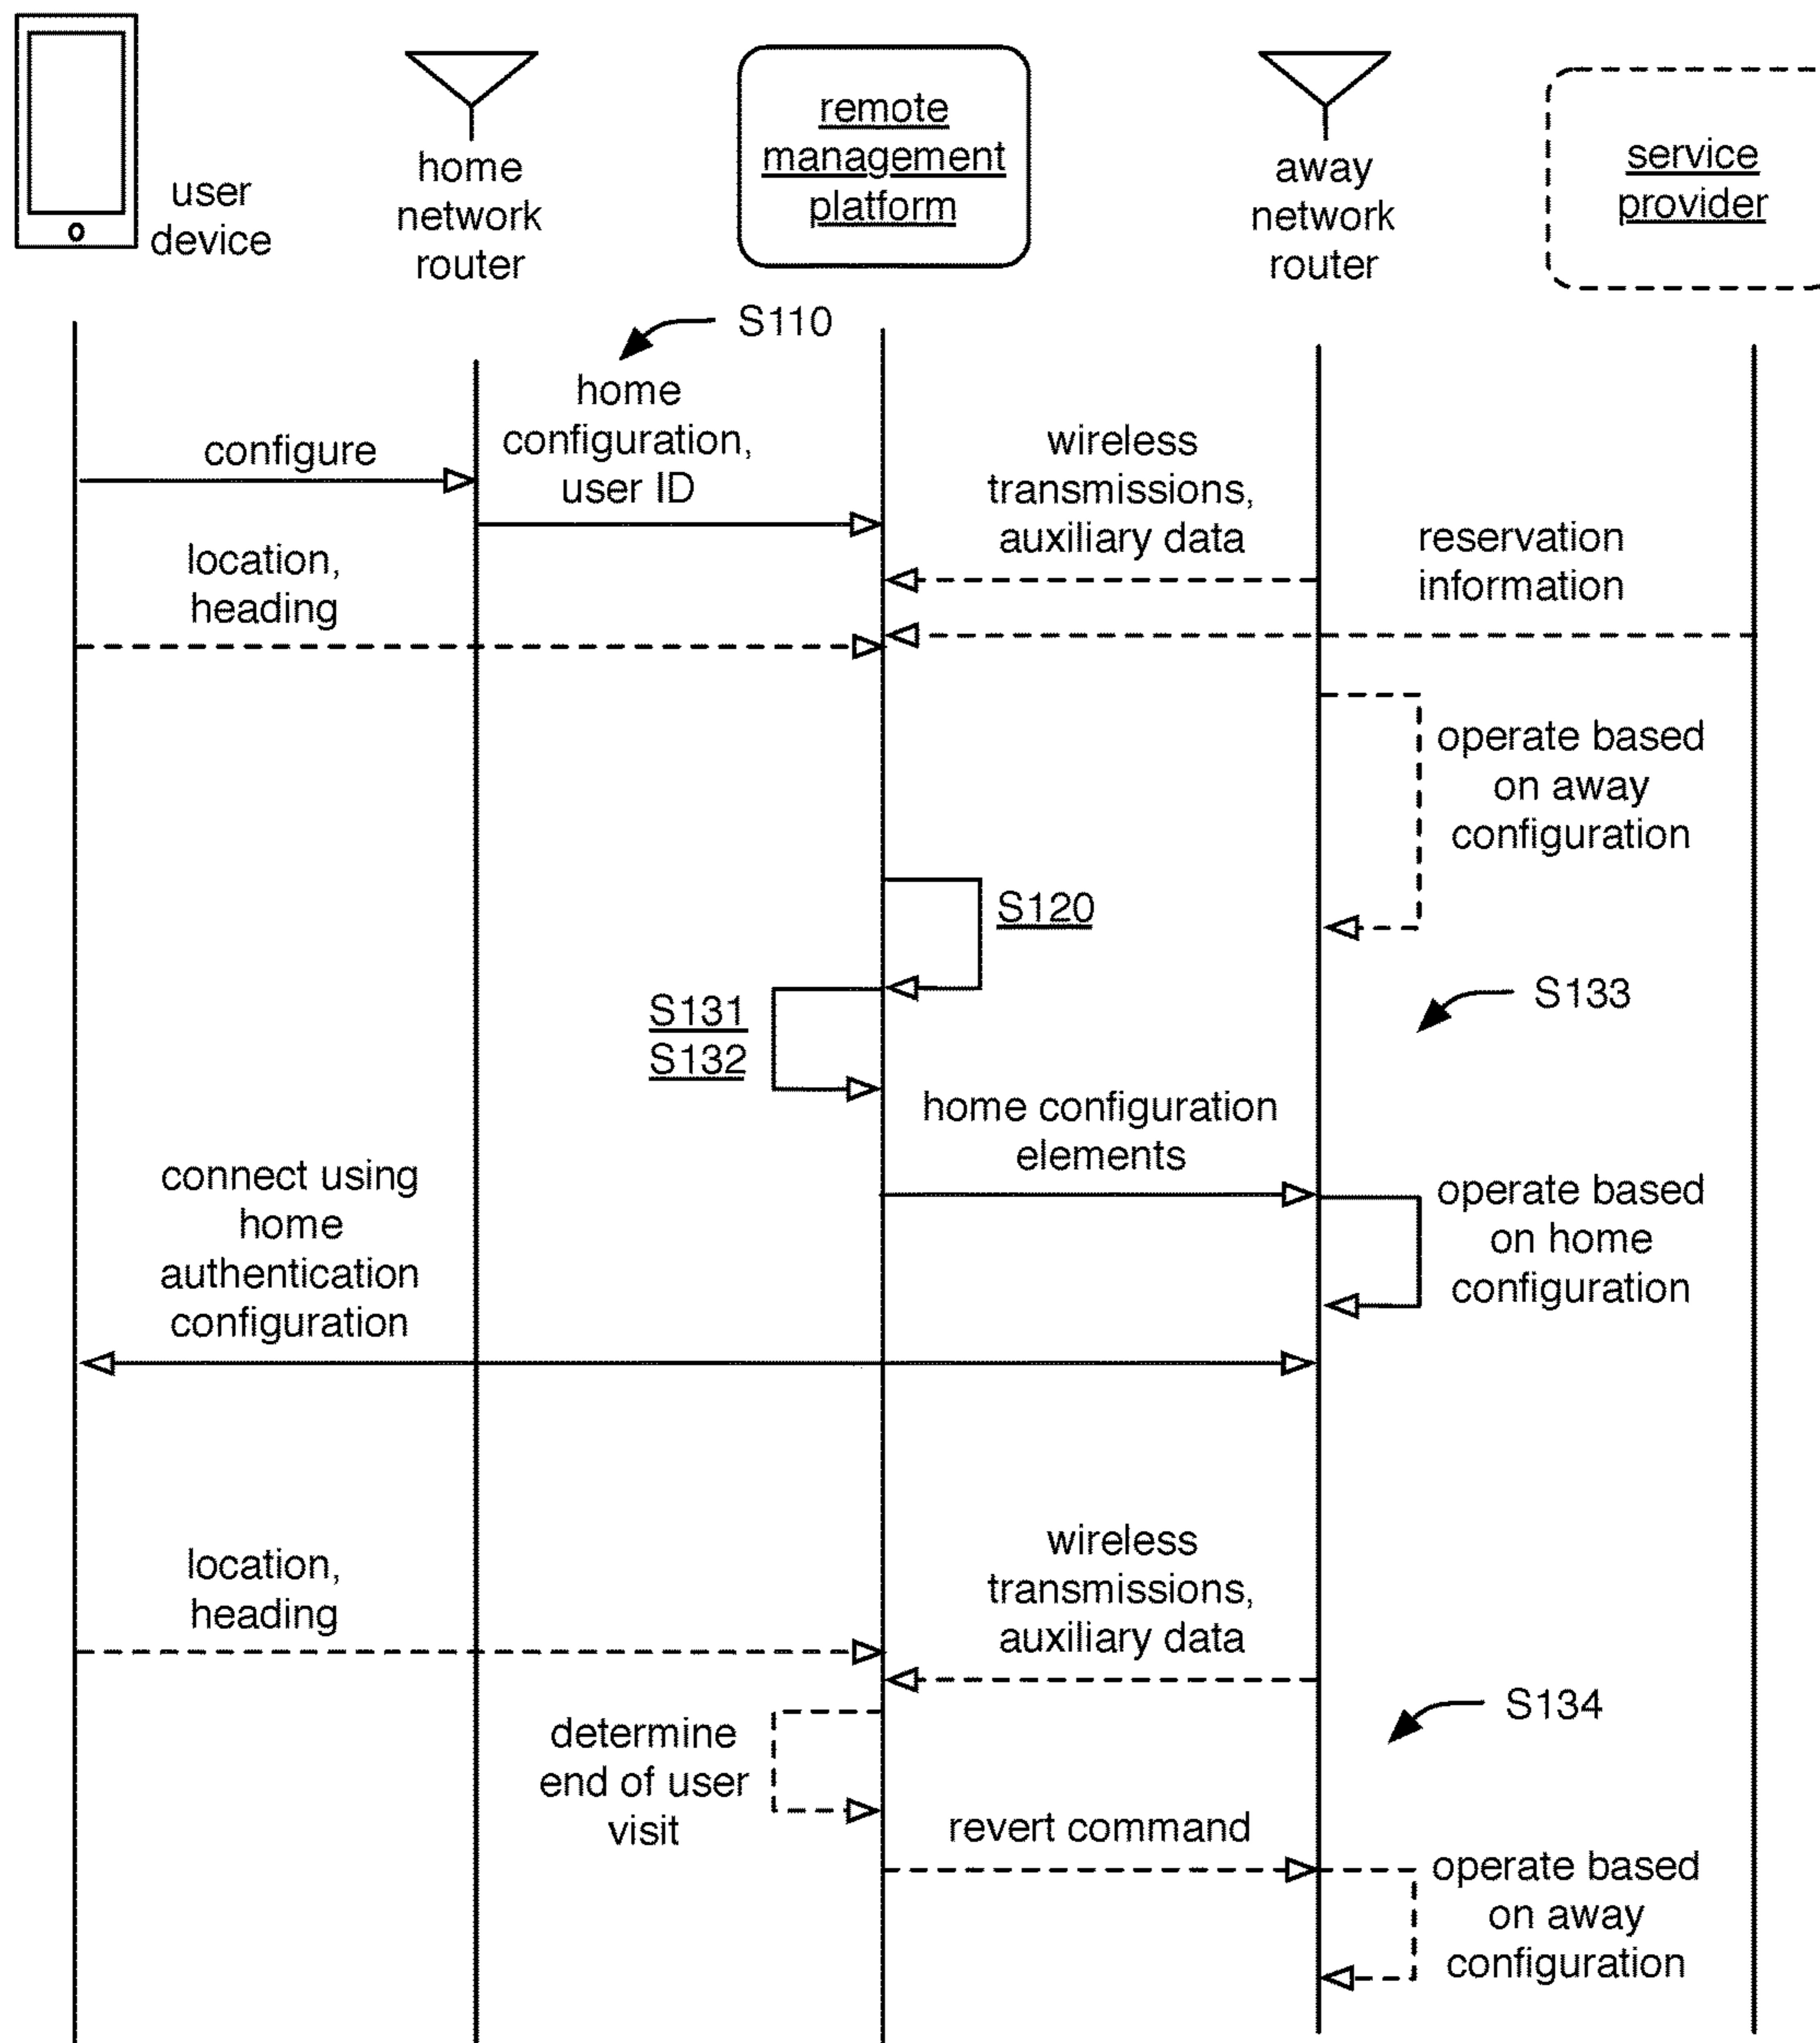 user
device
home
network
router
remote
management
platform
away
network
router
service
provider
S110
configure
home
configuration,
user ID
wireless
transmissions,
auxiliary data
reservation
information
location,
heading
operate based
on away
configuration
S120
S131
S132
S133
home configuration
elements
operate based
on home
configuration
connect using
home
authentication
configuration
location,
heading
wireless
transmissions,
auxiliary data
S134
determine
end of user
visit
revert command
operate based
on away
configuration